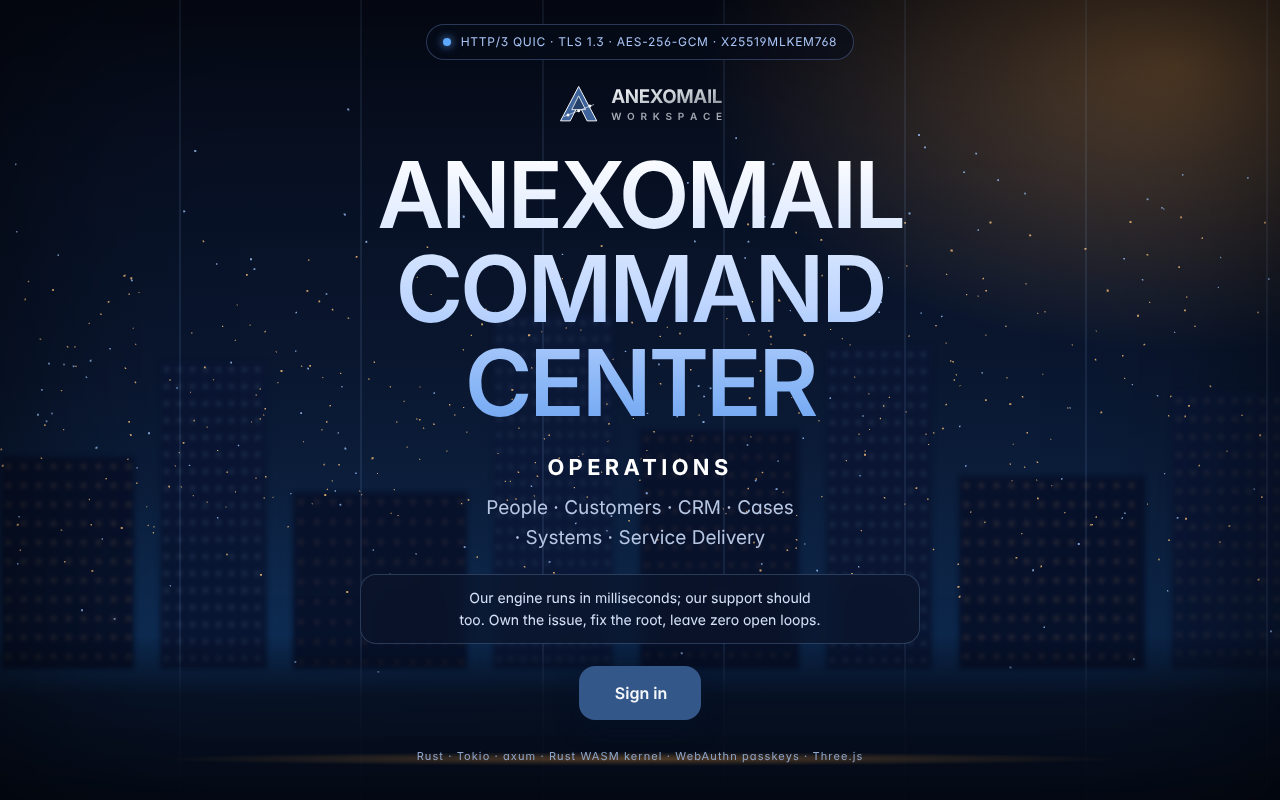 HTTP/3 QUIC · TLS 1.3 · AES-256-GCM · X25519MLKEM768
ANEXOMAIL
WORKSPACE
ANEXOMAIL
COMMAND
CENTER
OPERATIONS
People · Customers · CRM · Cases
· Systems · Service Delivery
Our engine runs in milliseconds; our support should
too. Own the issue, fix the root, leave zero open loops.
Sign in
Rust · Tokio · axum · Rust WASM kernel · WebAuthn passkeys · Three.js